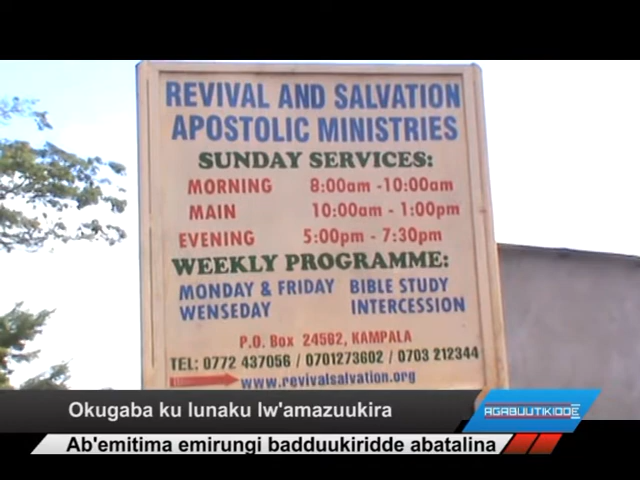 REVIVAL AND SALVATION
APOSTOLIC MINISTRIES
SUNDAY SERVICES:
MORNING 8:00am -10:00am
MAIN 10:00am - 1:00pm
EVENING 5:00pm - 7:30pm
WEEKLY PROGRAMME:
MONDAY & FRIDAY BIBLE STUDY
WENSEDAY INTERCESSION
P.O. Box 24562, KAMPALA
TEL: 0772 437056 / 0701273602 / 0703 212344
www.revivalsalvation.org
Okugaba ku lunaku lw'amazuukira
AGABUUTIKIDDE
Ab'emitima emirungi badduukiridde abatalina